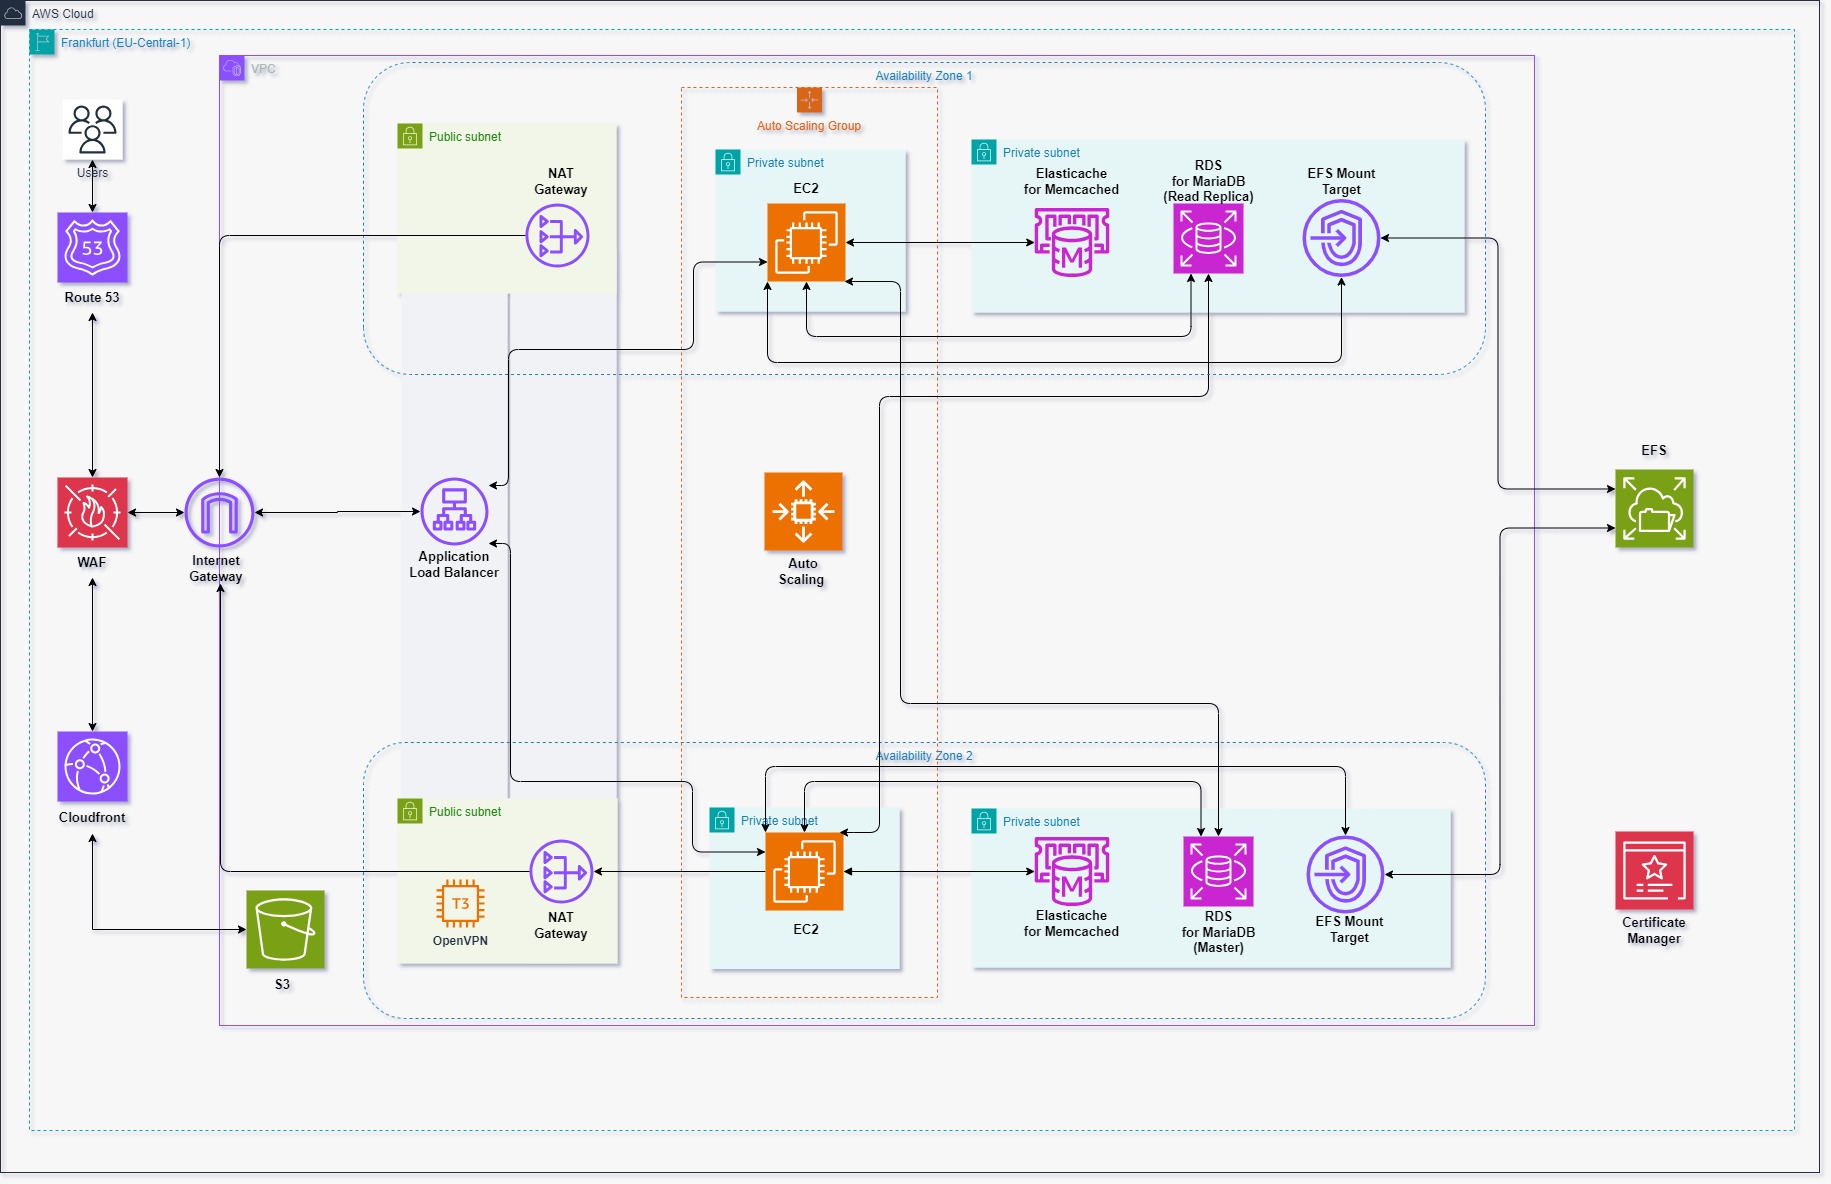 AWS Cloud
Frankfurt (EU-Central-1)
VPC
Availability Zone 1
Users
Auto Scaling Group
Public subnet
Private subnet
Private subnet
NAT
Gateway
EC2
Elasticache
for Memcached
RDS
for MariaDB
(Read Replica)
EFS Mount
Target
53
Route 53
M
EFS
WAF
Internet
Gateway
Application
Load Balancer
Auto
Scaling
Availability Zone 2
Cloudfront
Public subnet
Private subnet
Private subnet
T3
OpenVPN
NAT
Gateway
EC2
M
Elasticache
for Memcached
RDS
for MariaDB
(Master)
EFS Mount
Target
Certificate
Manager
S3